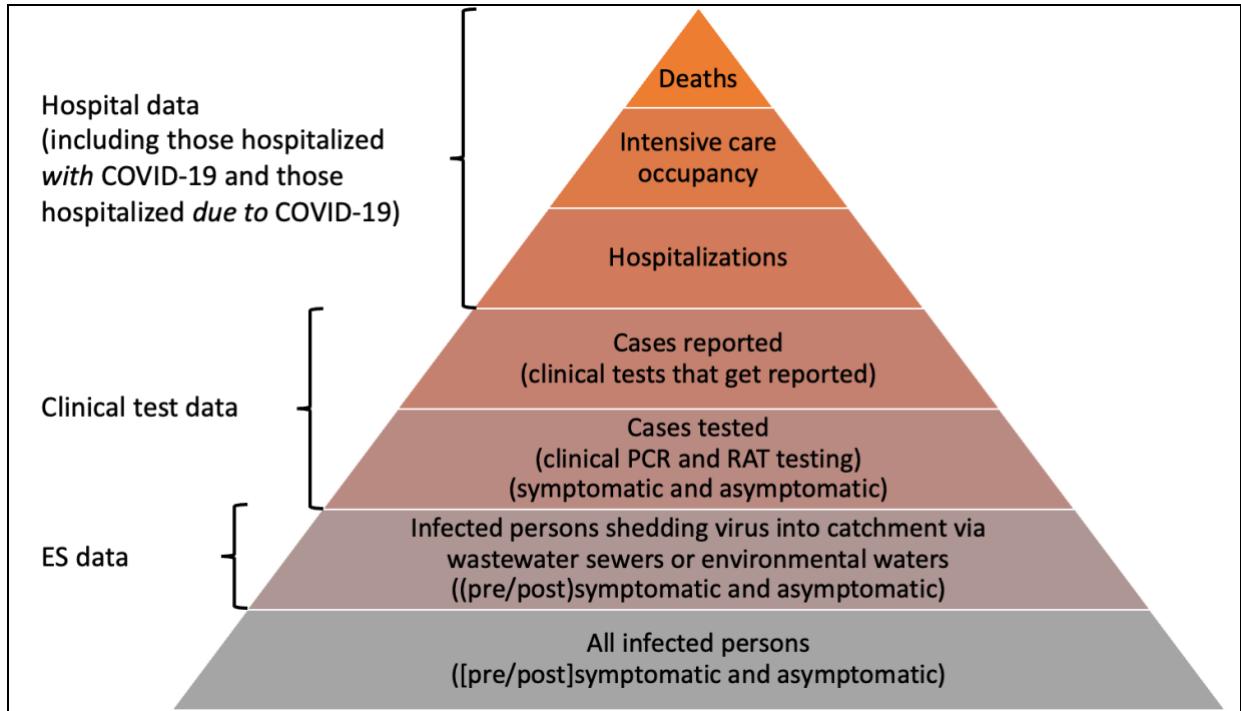 Hospital data
(including those hospitalized
with COVID-19 and those
hospitalized due to COVID-19)
Deaths
Intensive care
occupancy
Hospitalizations
Clinical test data
Cases reported
(clinical tests that get reported)
Cases tested
(clinical PCR and RAT testing)
(symptomatic and asymptomatic)
ES data
Infected persons shedding virus into catchment via
wastewater sewers or environmental waters
((pre/post)symptomatic and asymptomatic)
All infected persons
([pre/post]symptomatic and asymptomatic)